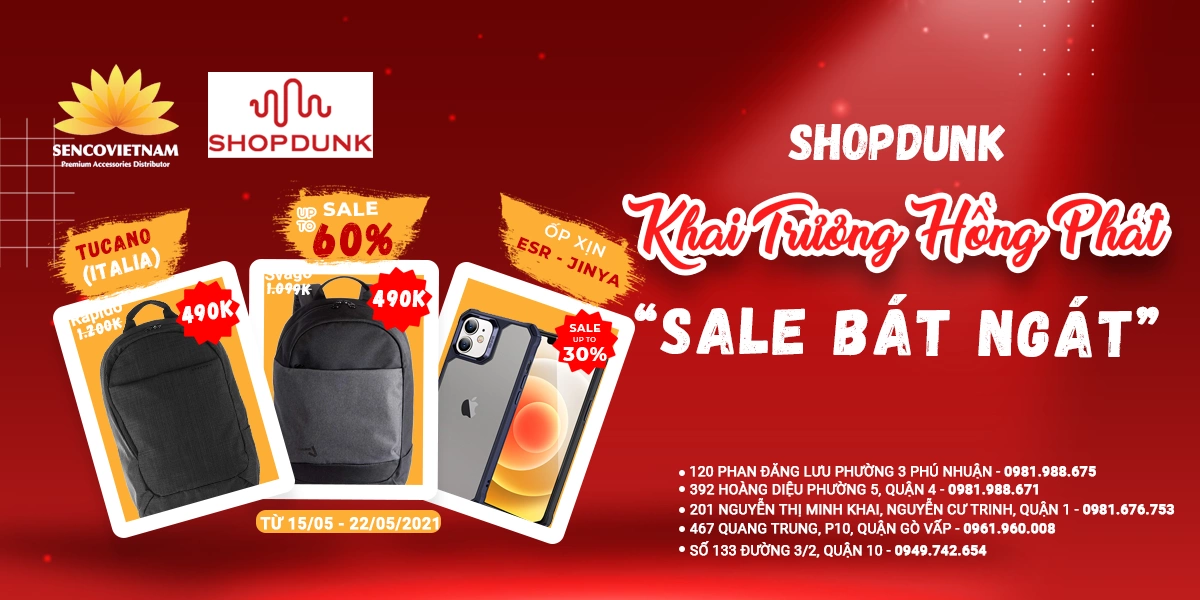 SENCOVIETNAM
Premium Accessories Distributor
SHOPDUNK
SHOPDUNK
Khai Trương Hồng Phát
“SALE BÁT NGÁT”
TUCANO
(ITALIA)
UP TO SALE
60%
ỐP XỊN
ESR - JINYA
Rapido
1.200K
490K
Svago
1.099K
490K
SALE
UP TO
30%
TỪ 15/05 - 22/05/2021
• 120 PHAN ĐĂNG LƯU PHƯỜNG 3 PHÚ NHUẬN - 0981.988.675
• 392 HOÀNG DIỆU PHƯỜNG 5, QUẬN 4 - 0981.988.671
• 201 NGUYỄN THỊ MINH KHAI, NGUYỄN CƯ TRINH, QUẬN 1 - 0981.676.753
• 467 QUANG TRUNG, P10, QUẬN GÒ VẤP - 0961.960.008
• SỐ 133 ĐƯỜNG 3/2, QUẬN 10 - 0949.742.654